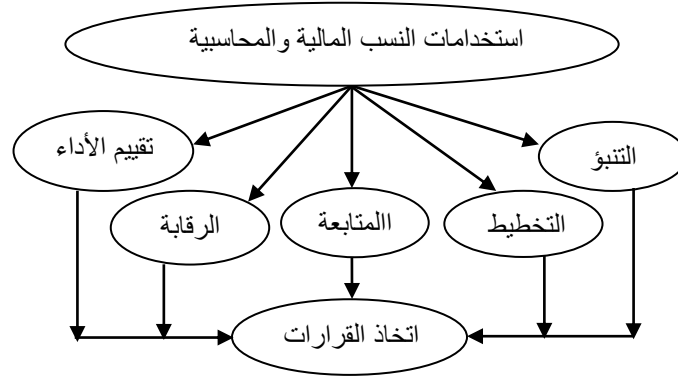 استخدامات النسب المالية والمحاسبية
التنبؤ
تقييم الأداء
التخطيط
االمتابعة
الرقابة
اتخاذ القرارات